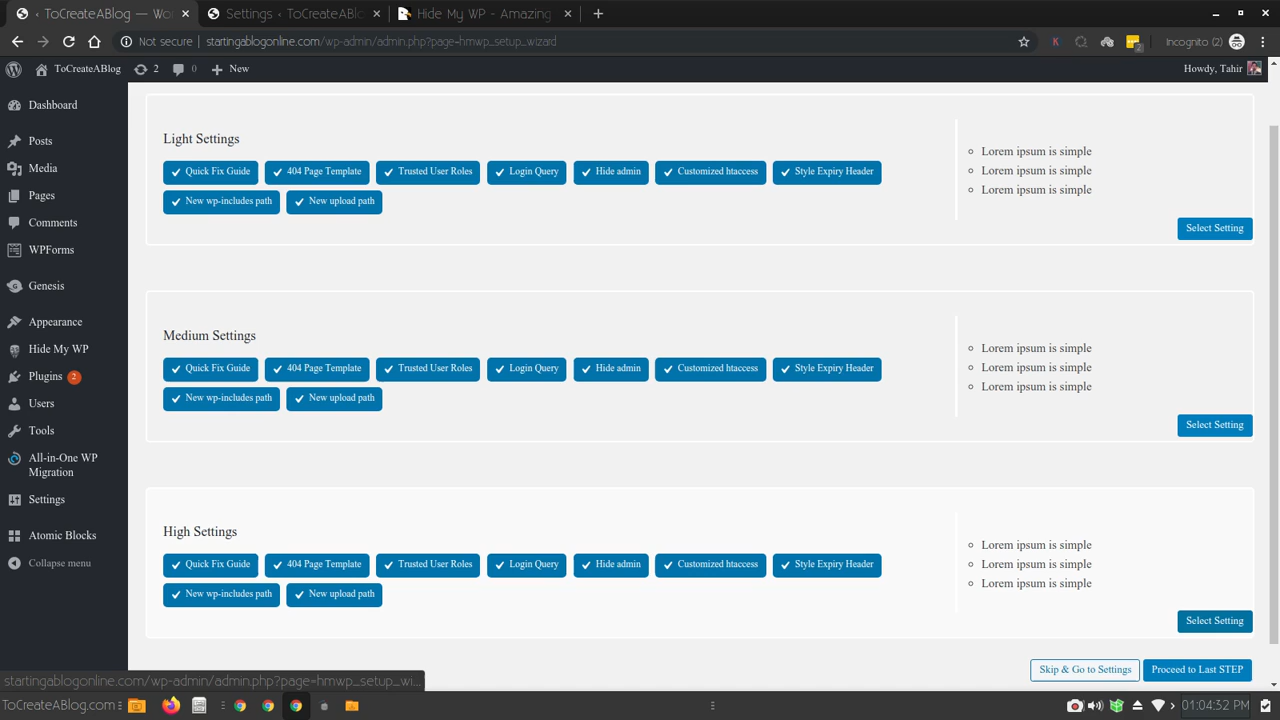 ToCreateABlog — Wo
Settings ‹ ToCreateABlog
Hide My WP - Amazing
Not secure | startingablogonline.com/wp-admin/admin.php?page=hmwp_setup_wizard
K
2
Incognito (2)
ToCreateABlog
2
0
New
Howdy, Tahir
Dashboard
Posts
Media
Pages
Comments
WPForms
Genesis
Appearance
Hide My WP
Plugins 2
Users
Tools
All-in-One WP
Migration
Settings
Atomic Blocks
Collapse menu
Light Settings
Quick Fix Guide 404 Page Template Trusted User Roles Login Query Hide admin Customized htaccess Style Expiry Header
New wp-includes path New upload path
Lorem ipsum is simple
Lorem ipsum is simple
Lorem ipsum is simple
Select Setting
Medium Settings
Quick Fix Guide 404 Page Template Trusted User Roles Login Query Hide admin Customized htaccess Style Expiry Header
New wp-includes path New upload path
Lorem ipsum is simple
Lorem ipsum is simple
Lorem ipsum is simple
Select Setting
High Settings
Quick Fix Guide 404 Page Template Trusted User Roles Login Query Hide admin Customized htaccess Style Expiry Header
New wp-includes path New upload path
Lorem ipsum is simple
Lorem ipsum is simple
Lorem ipsum is simple
Select Setting
Skip & Go to Settings Proceed to Last STEP
startingablogonline.com/wp-admin/admin.php?page=hmwp_setup_wi...
ToCreateABlog.com
01:04:32 PM